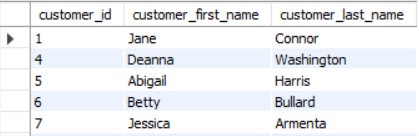 customer_id customer_first_name customer_last_name
1 Jane Connor
4 Deanna Washington
5 Abigail Harris
6 Betty Bullard
7 Jessica Armenta